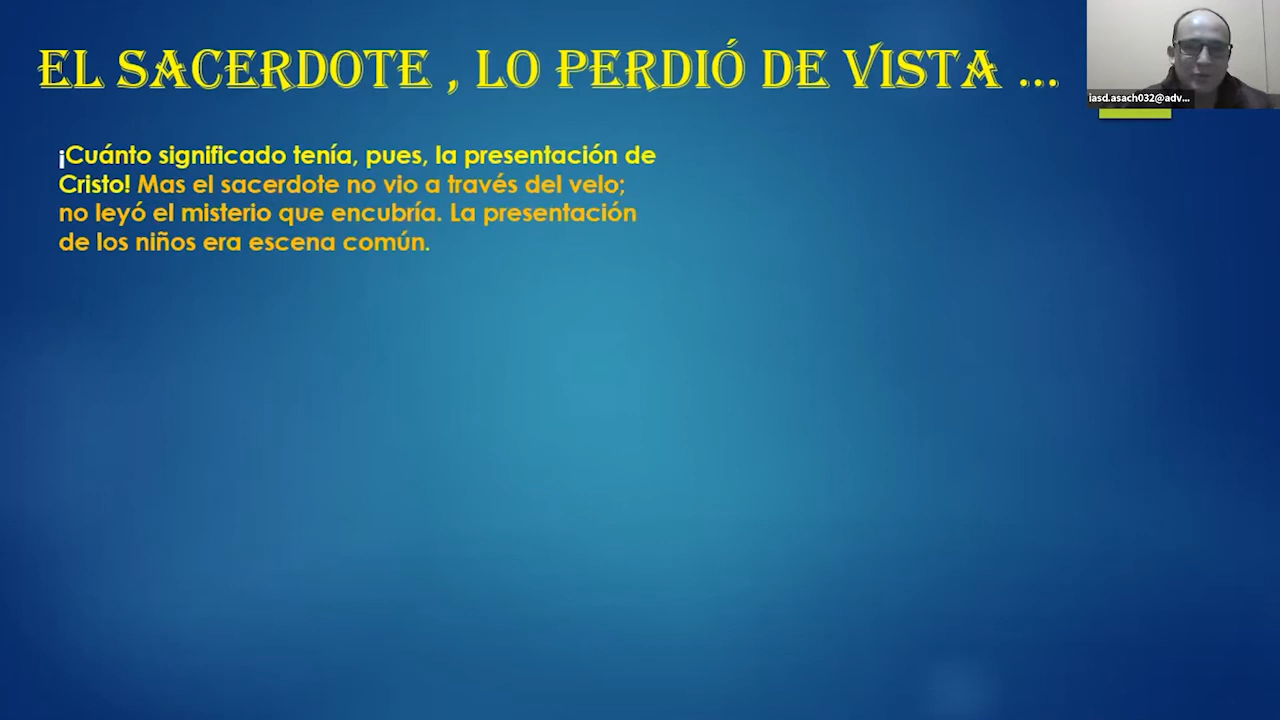 EL SACERDOTE , LO PERDIÓ DE VISTA ...
iasd.asach032@adv...
¡Cuánto significado tenía, pues, la presentación de
Cristo! Mas el sacerdote no vio a través del velo;
no leyó el misterio que encubría. La presentación
de los niños era escena común.